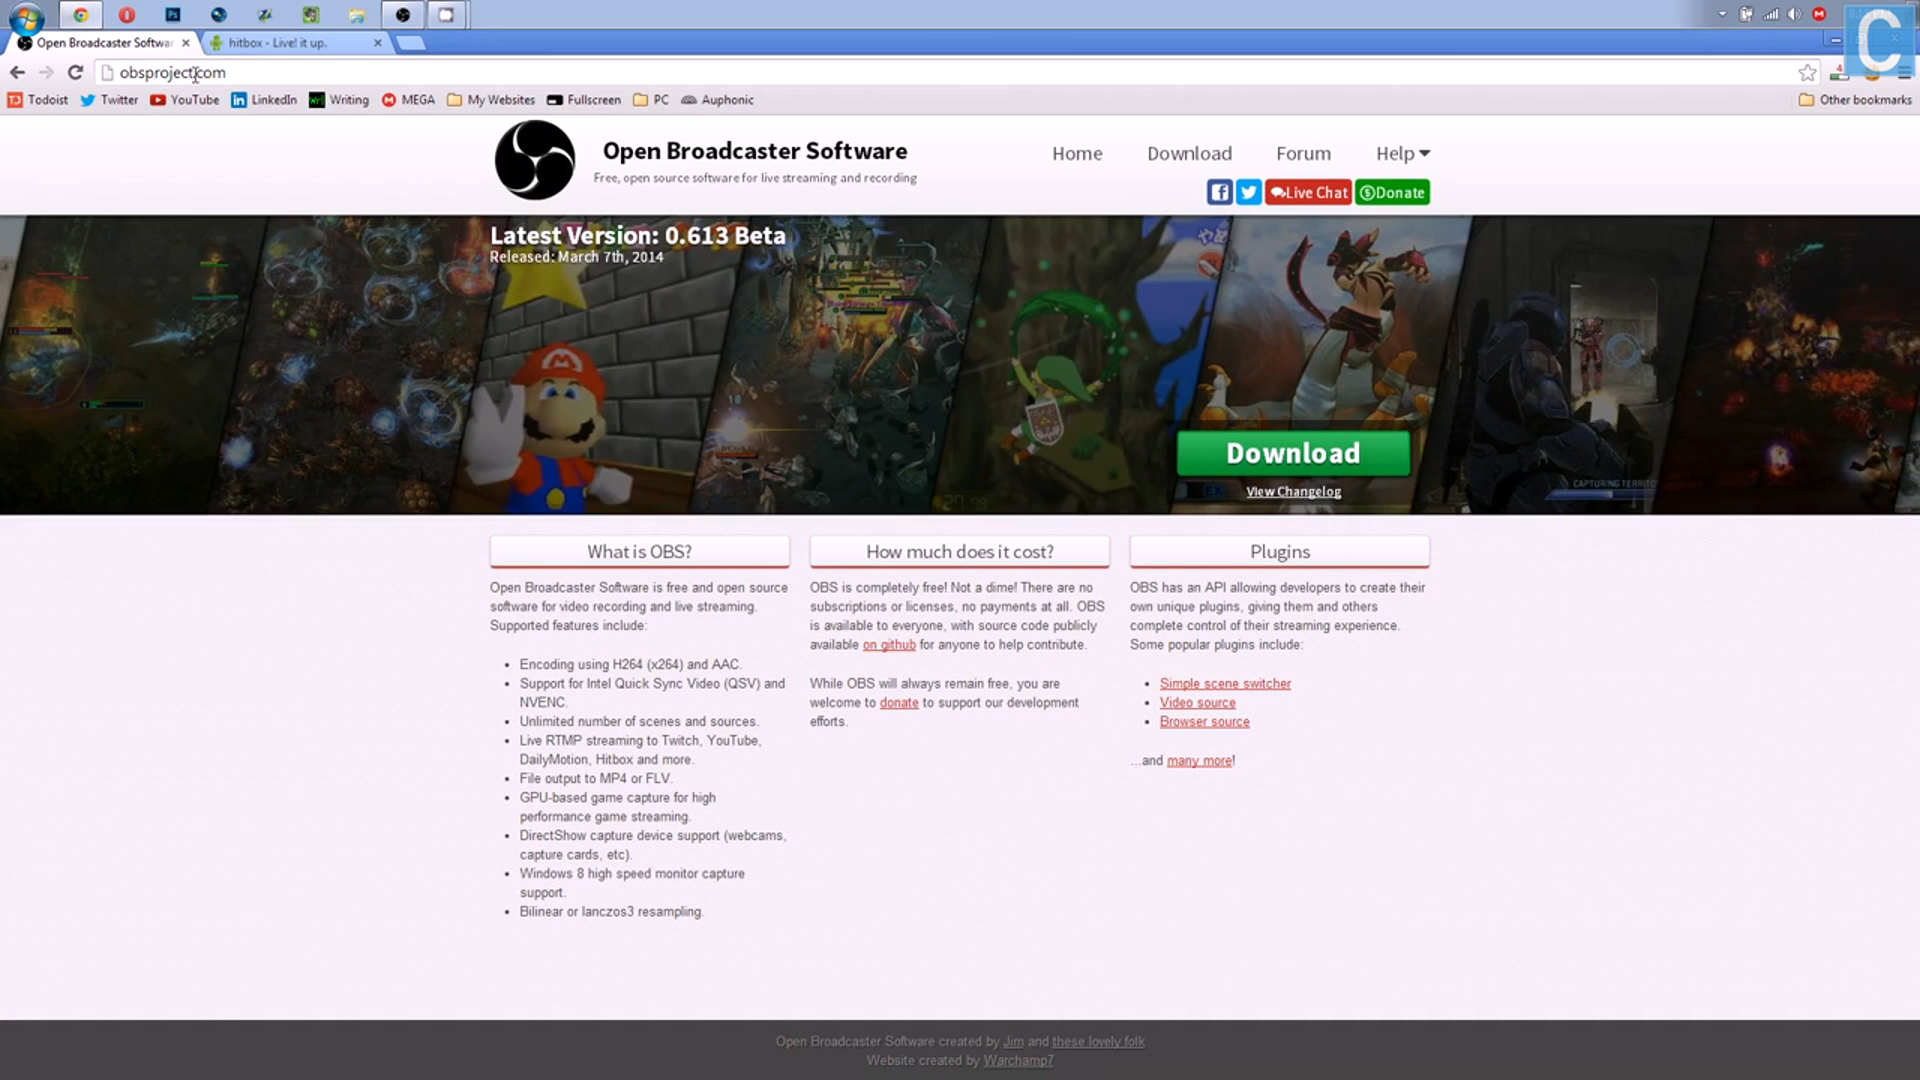 Open Broadcaster Softwa
hitbox - Live! it up.
obsproject.com
Todoist
Twitter
YouTube
LinkedIn
Writing
MEGA
My Websites
Fullscreen
PC
Auphonic
Other bookmarks
Open Broadcaster Software
Free, open source software for live streaming and recording
Home
Download
Forum
Help
Live Chat
Donate
Latest Version: 0.613 Beta
Released: March 7th, 2014
CAPTURING TERRITO
Download
View Changelog
What is OBS?
Open Broadcaster Software is free and open source
software for video recording and live streaming.
Supported features include:
Encoding using H264 (x264) and AAC.
Support for Intel Quick Sync Video (QSV) and
NVENC.
Unlimited number of scenes and sources.
Live RTMP streaming to Twitch, YouTube,
DailyMotion, Hitbox and more.
File output to MP4 or FLV.
GPU-based game capture for high
performance game streaming.
DirectShow capture device support (webcams,
capture cards, etc).
Windows 8 high speed monitor capture
support.
Bilinear or lanczos3 resampling.
How much does it cost?
OBS is completely free! Not a dime! There are no
subscriptions or licenses, no payments at all. OBS
is available to everyone, with source code publicly
available on github for anyone to help contribute.
While OBS will always remain free, you are
welcome to donate to support our development
efforts.
Plugins
OBS has an API allowing developers to create their
own unique plugins, giving them and others
complete control of their streaming experience.
Some popular plugins include:
Simple scene switcher
Video source
Browser source
...and many more!
Open Broadcaster Software created by Jim and these lovely folk
Website created by Warchamp7